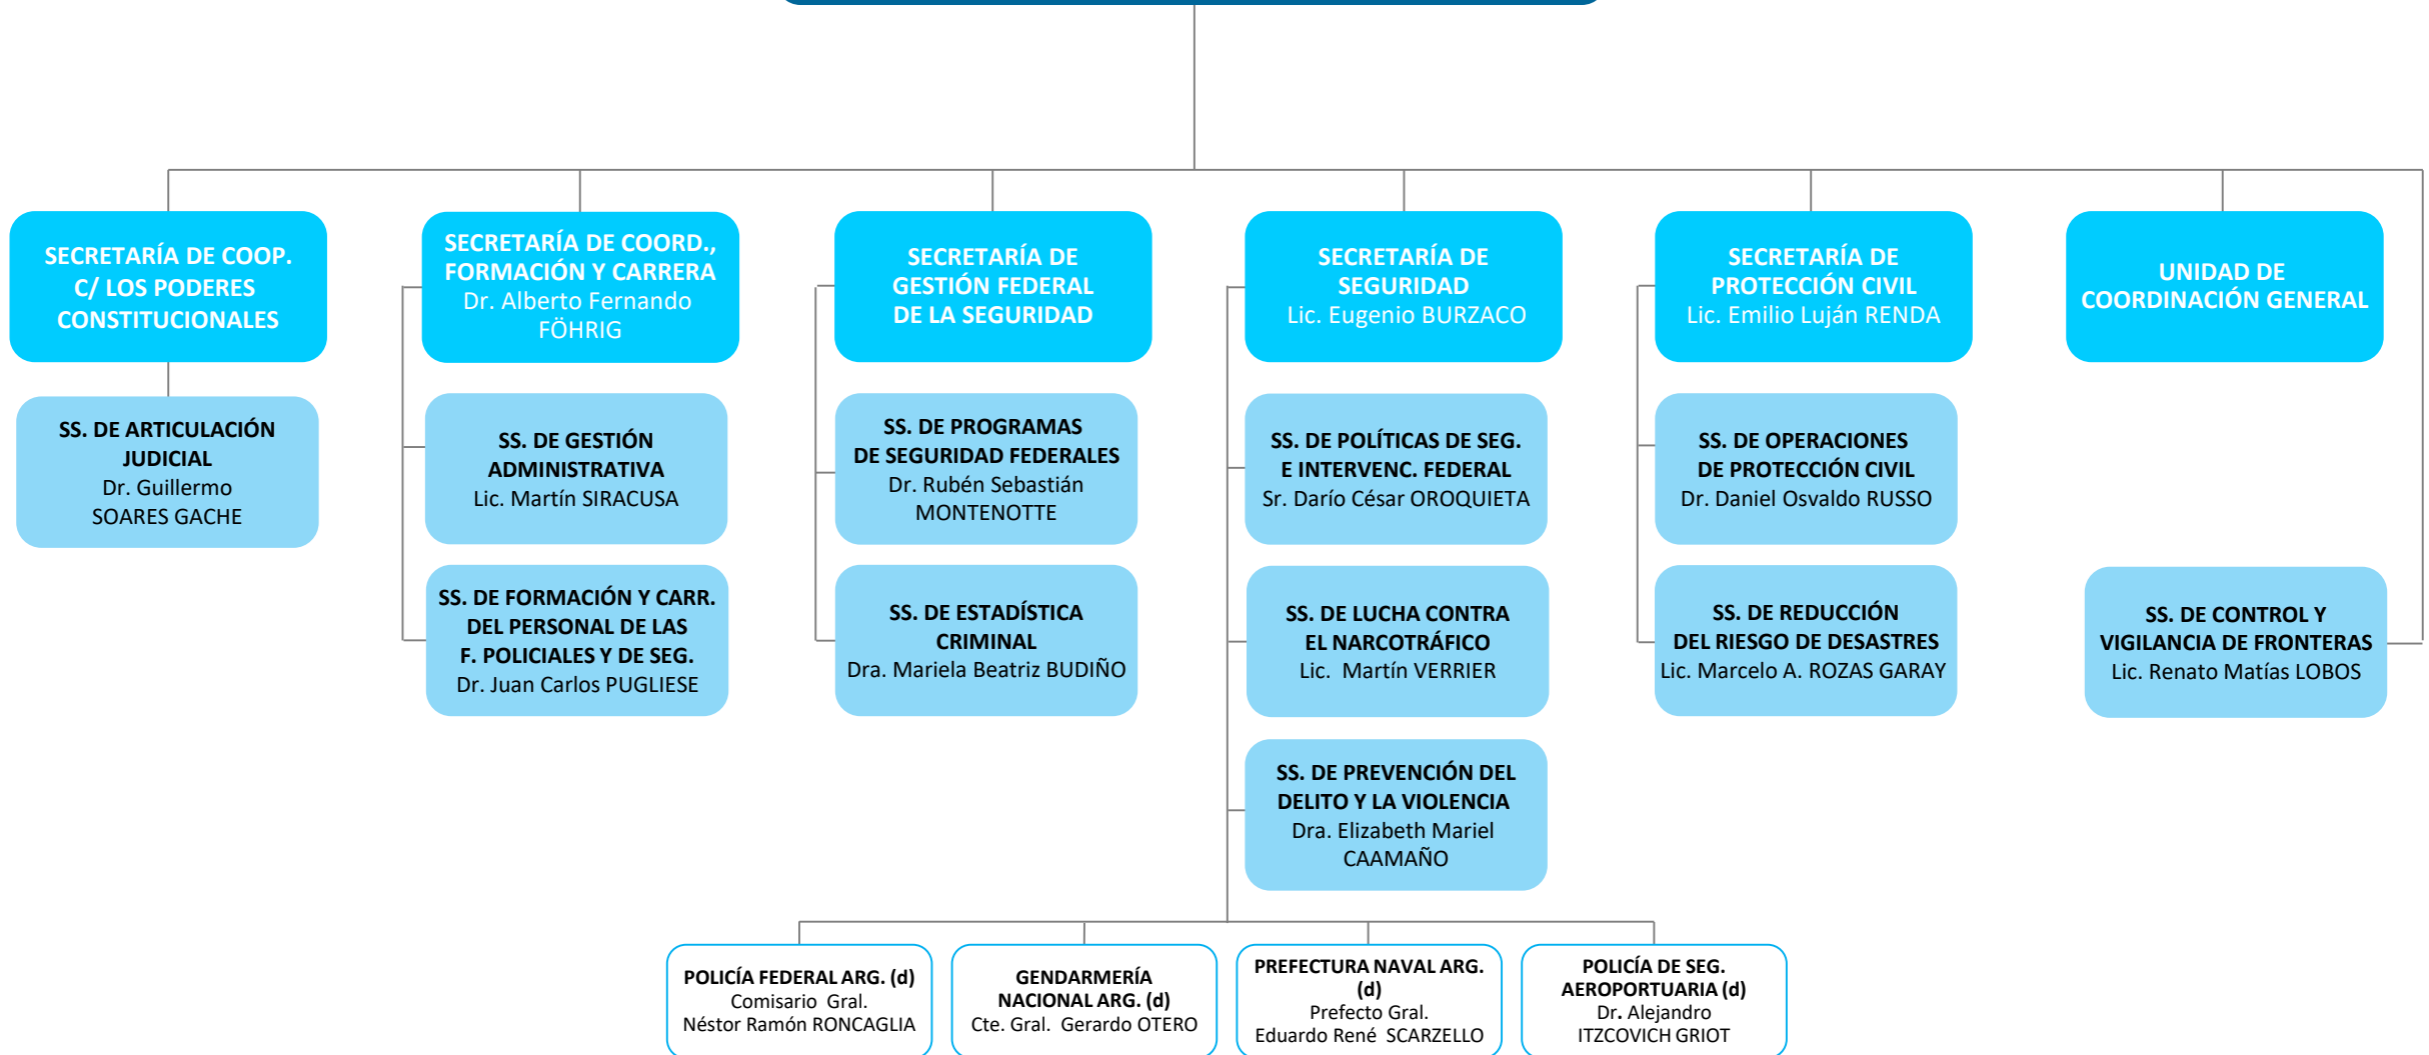 SECRETARÍA DE COOP.
C/ LOS PODERES
CONSTITUCIONALES
SECRETARÍA DE COORD.,
FORMACIÓN Y CARRERA
Dr. Alberto Fernando
FÖHRIG
SECRETARÍA DE
GESTIÓN FEDERAL
DE LA SEGURIDAD
SECRETARÍA DE
SEGURIDAD
Lic. Eugenio BURZACO
SECRETARÍA DE
PROTECCIÓN CIVIL
Lic. Emilio Luján RENDA
UNIDAD DE
COORDINACIÓN GENERAL
SS. DE ARTICULACIÓN
JUDICIAL
Dr. Guillermo
SOARES GACHE
SS. DE GESTIÓN
ADMINISTRATIVA
Lic. Martín SIRACUSA
SS. DE PROGRAMAS
DE SEGURIDAD FEDERALES
Dr. Rubén Sebastián
MONTENOTTE
SS. DE POLÍTICAS DE SEG.
E INTERVENC. FEDERAL
Sr. Darío César OROQUIETA
SS. DE OPERACIONES
DE PROTECCIÓN CIVIL
Dr. Daniel Osvaldo RUSSO
SS. DE FORMACIÓN Y CARR.
DEL PERSONAL DE LAS
F. POLICIALES Y DE SEG.
Dr. Juan Carlos PUGLIESE
SS. DE ESTADÍSTICA
CRIMINAL
Dra. Mariela Beatriz BUDIÑO
SS. DE LUCHA CONTRA
EL NARCOTRÁFICO
Lic. Martín VERRIER
SS. DE REDUCCIÓN
DEL RIESGO DE DESASTRES
Lic. Marcelo A. ROZAS GARAY
SS. DE CONTROL Y
VIGILANCIA DE FRONTERAS
Lic. Renato Matías LOBOS
SS. DE PREVENCIÓN DEL
DELITO Y LA VIOLENCIA
Dra. Elizabeth Mariel
CAAMAÑO
POLICÍA FEDERAL ARG. (d)
Comisario Gral.
Néstor Ramón RONCAGLIA
GENDARMERÍA
NACIONAL ARG. (d)
Cte. Gral. Gerardo OTERO
PREFECTURA NAVAL ARG.
(d)
Prefecto Gral.
Eduardo René SCARZELLO
POLICÍA DE SEG.
AEROPORTUARIA (d)
Dr. Alejandro
ITZCOVICH GRIOT